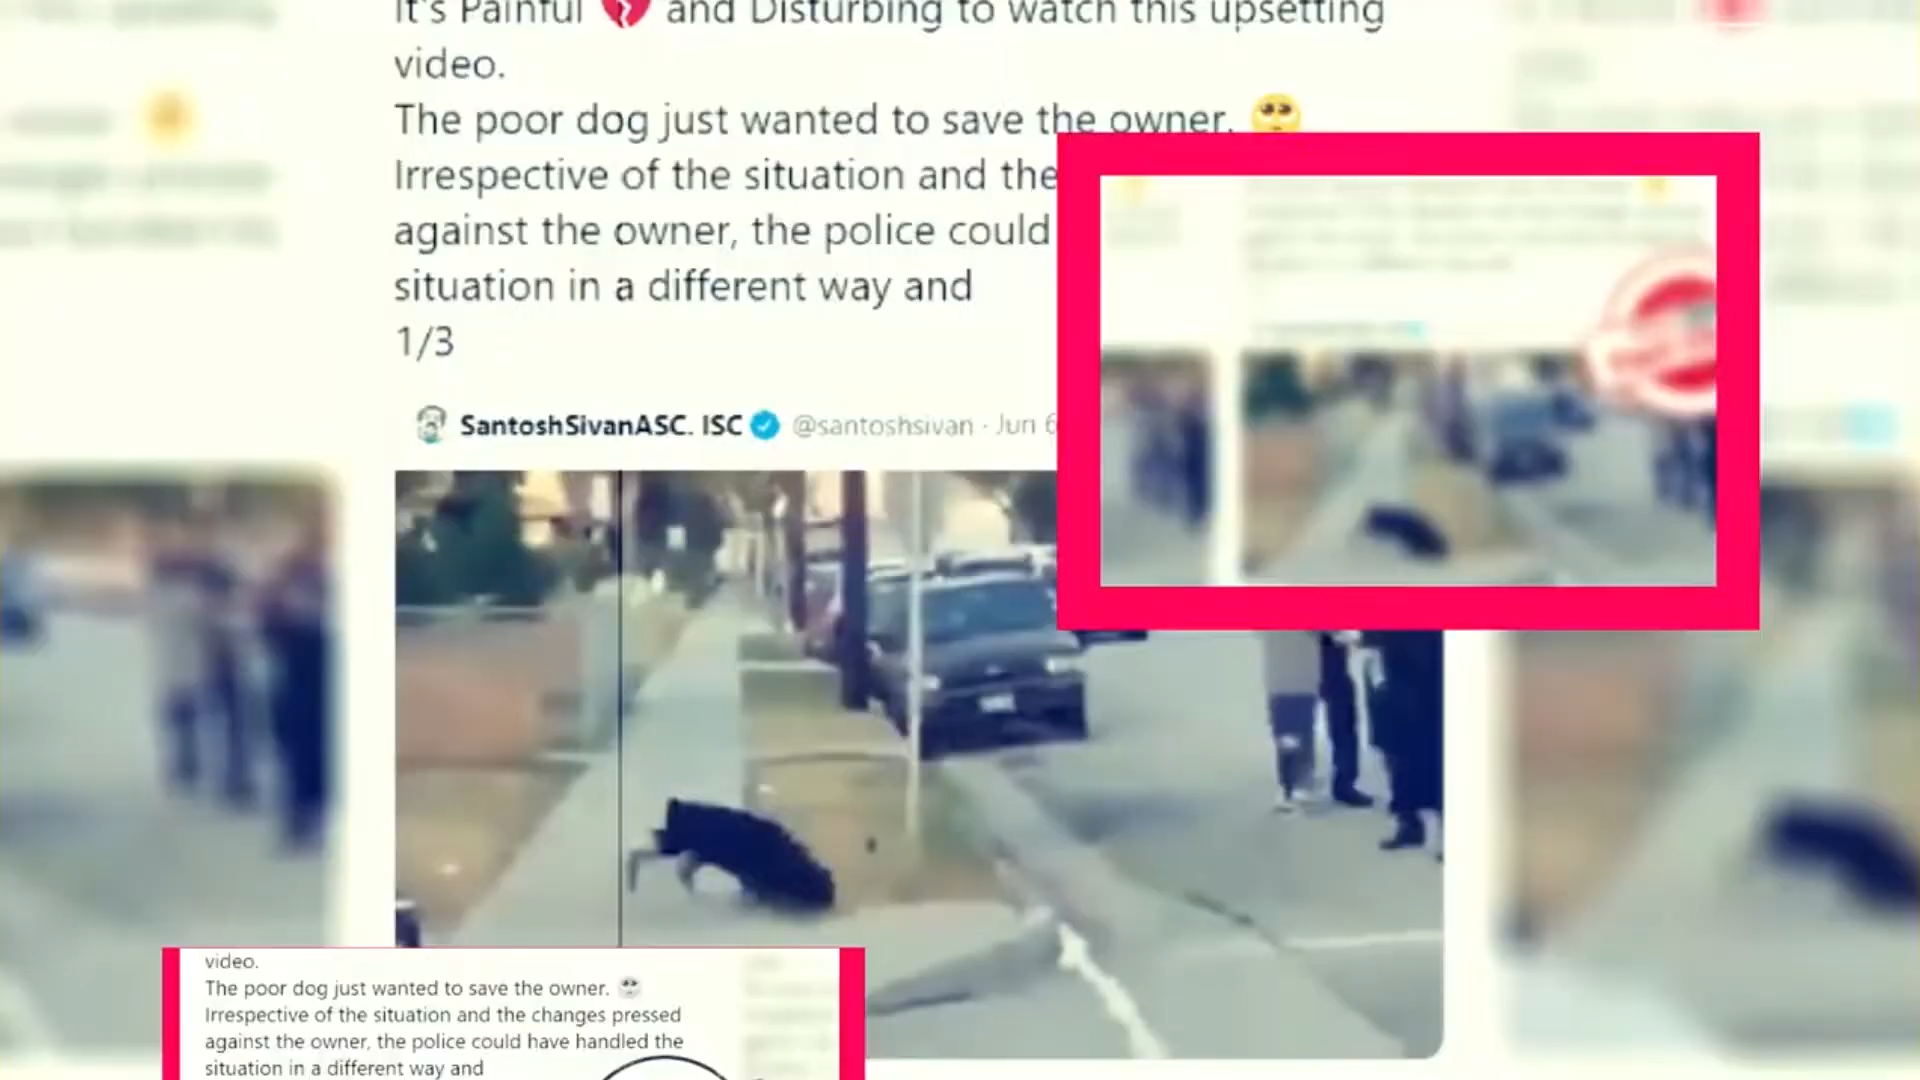 It's Painful 💔 and Disturbing to watch this upsetting
video.
The poor dog just wanted to save the owner. 🥺
Irrespective of the situation and the
against the owner, the police could
situation in a different way and
1/3
SantoshSivanASC. ISC @santoshsivan · Jun 6
video.
The poor dog just wanted to save the owner. 🥺
Irrespective of the situation and the changes pressed
against the owner, the police could have handled the
situation in a different way and